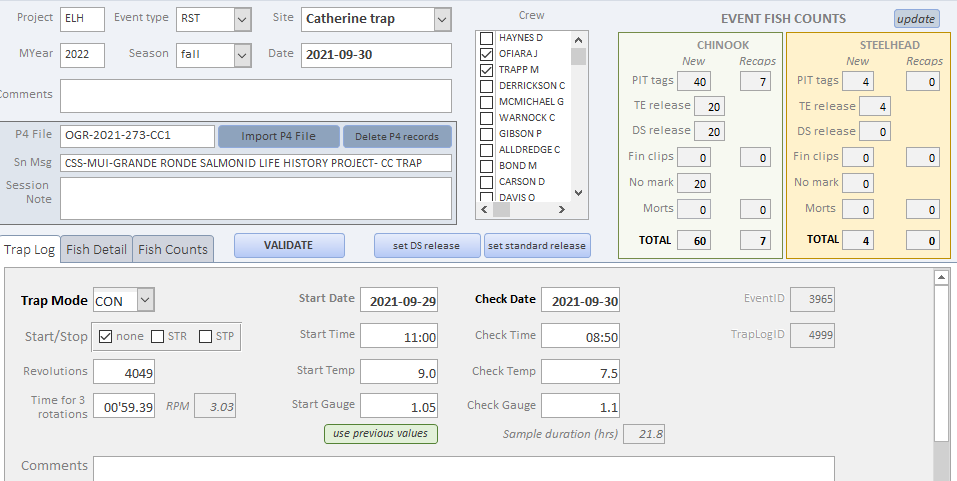 Project ELH Event type RST Site Catherine trap
MYear 2022 Season fall Date 2021-09-30
Comments
P4 File OGR-2021-273-CC1 Import P4 File Delete P4 records
Sn Msg CSS-MUI-GRANDE RONDE SALMONID LIFE HISTORY PROJECT- CC TRAP
Session
Note
Crew
HAYNES D
OFIARA J
TRAPP M
DERRICKSON C
MCMICHAEL G
WARNOCK C
GIBSON P
ALLDREDGE C
BOND M
CARSON D
DAVIS O
EVENT FISH COUNTS update
CHINOOK
New Recaps
PIT tags 40 7
TE release 20
DS release 20
Fin clips 0 0
No mark 20
Morts 0 0
TOTAL 60 7
STEELHEAD
New Recaps
PIT tags 4 0
TE release 4
DS release 0
Fin clips 0 0
No mark 0
Morts 0 0
TOTAL 4 0
Trap Log Fish Detail Fish Counts VALIDATE set DS release set standard release
Trap Mode CON Start Date 2021-09-29 Check Date 2021-09-30 EventID 3965
Start/Stop none STR STP Start Time 11:00 Check Time 08:50 TrapLogID 4999
Revolutions 4049 Start Temp 9.0 Check Temp 7.5
Time for 3
rotations 00'59.39 RPM 3.03 Start Gauge 1.05 Check Gauge 1.1
use previous values Sample duration (hrs) 21.8
Comments